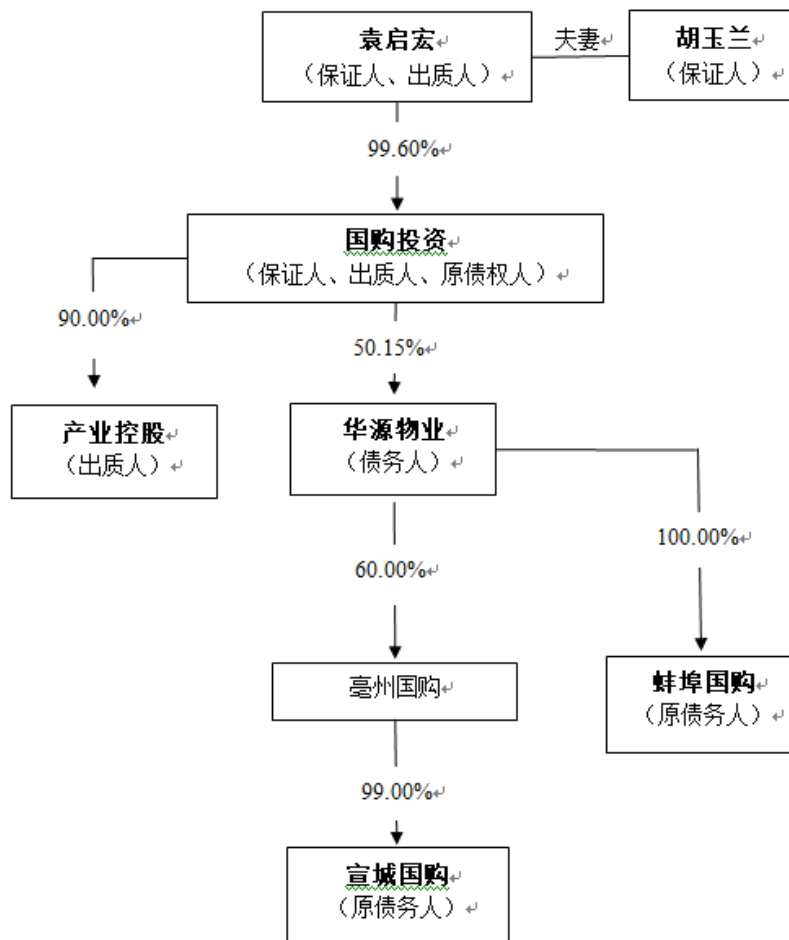 袁启宏
（保证人、出质人）
夫妻
胡玉兰
（保证人）
99.60%
国购投资
（保证人、出质人、原债权人）
90.00%
50.15%
产业控股
（出质人）
华源物业
（债务人）
60.00%
100.00%
亳州国购
蚌埠国购
（原债务人）
99.00%
宣城国购
（原债务人）